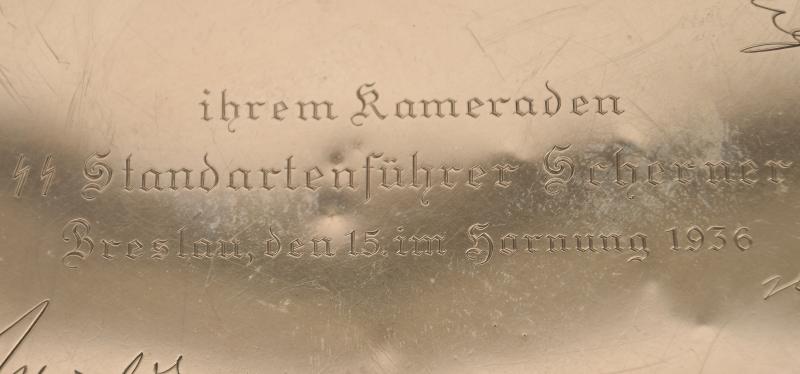 ihrem Kameraden
SS Standartenführer Scherner
Breslau, den 15. im Hornung 1936